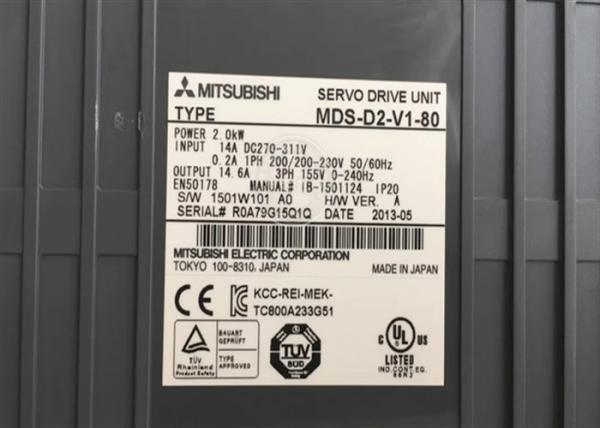 MITSUBISHI SERVO DRIVE UNIT
TYPE MDS-D2-V1-80
POWER 2.0kW
INPUT 14A DC270-311V
0.2A 1PH 200/200-230V 50/60Hz
OUTPUT 14.6A 3PH 155V 0-240Hz
EN50178 MANUAL# IB-1501124 IP20
S/W 1501W101 A0 H/W VER. A
SERIAL# R0A79G15Q1Q DATE 2013-05
MITSUBISHI ELECTRIC CORPORATION
TOKYO 100-8310, JAPAN MADE IN JAPAN
CE KCC-REI-MEK-
TC800A233G51
TÜV
Rheinland
Product Safety
BAUART
GEPRÜFT
TYPE
APPROVED
TÜV
SÜD
C UL US
LISTED
IND.CONT.EQ.